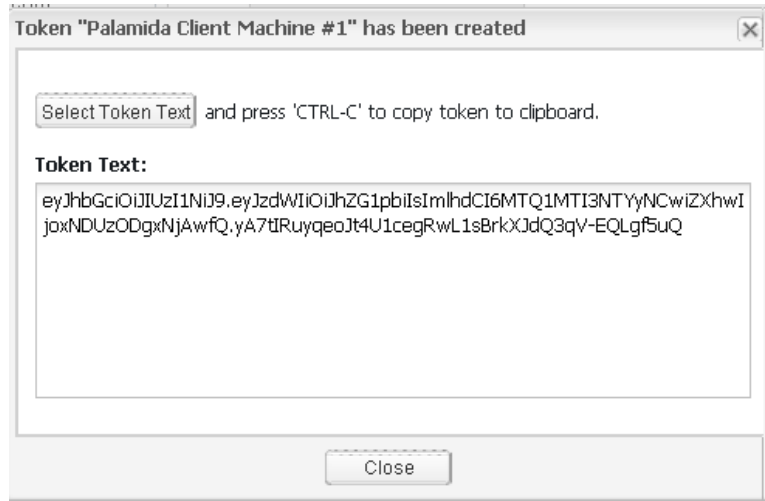 Token "Palamida Client Machine #1" has been created
Select Token Text and press 'CTRL-C' to copy token to clipboard.
Token Text:
eyJhbGciOiJIUzI1NiJ9.eyJzdWIiOiJhZG1pbiIsImlhdCI6MTQ1MTI3NTYyNCwiZXhwI
joxNDUzODgxNjAwfQ.yA7tIRuyqeoJt4U1cegRwL1sBrkXJdQ3qV-EQLgf5uQ
Close